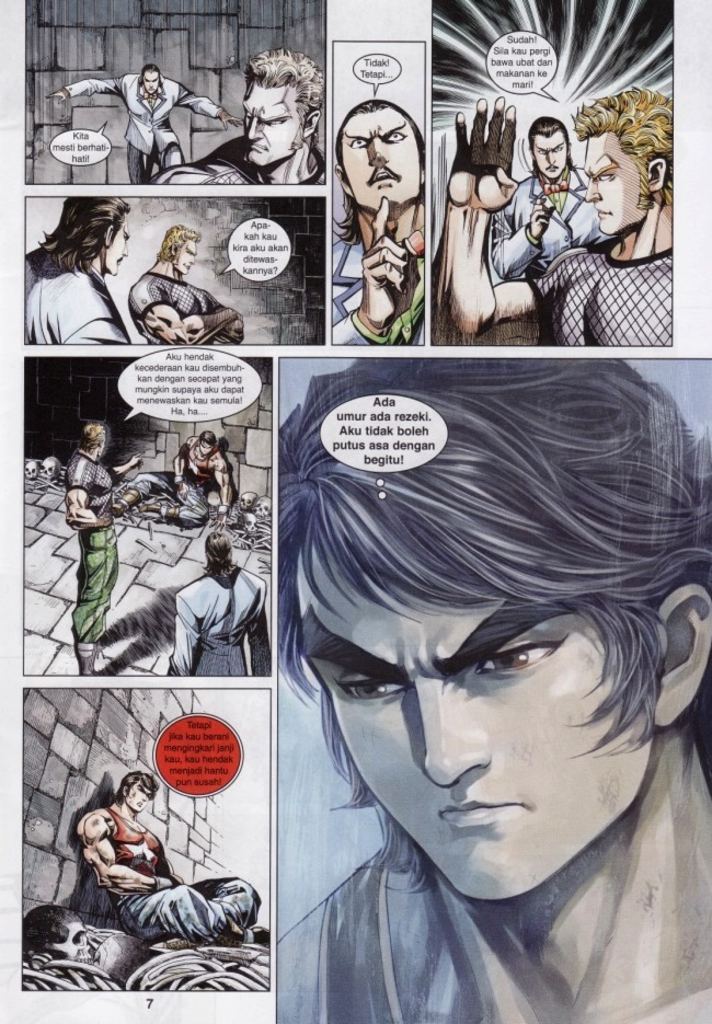 Kita
mesti berhati-
hati!
Apa-
kah kau
kira aku akan
ditewas-
kannya?
Tidak!
Tetapi...
Sudah!
Sila kau pergi
bawa ubat dan
makanan ke
mari!
Aku hendak
kecederaan kau disembuh-
kan dengan secepat yang
mungkin supaya aku dapat
menewaskan kau semula!
Ha, ha....
Ada
umur ada rezeki.
Aku tidak boleh
putus asa dengan
begitu!
Tetapi
jika kau berani
mengingkari janji
kau, kau hendak
menjadi hantu
pun susah!
7